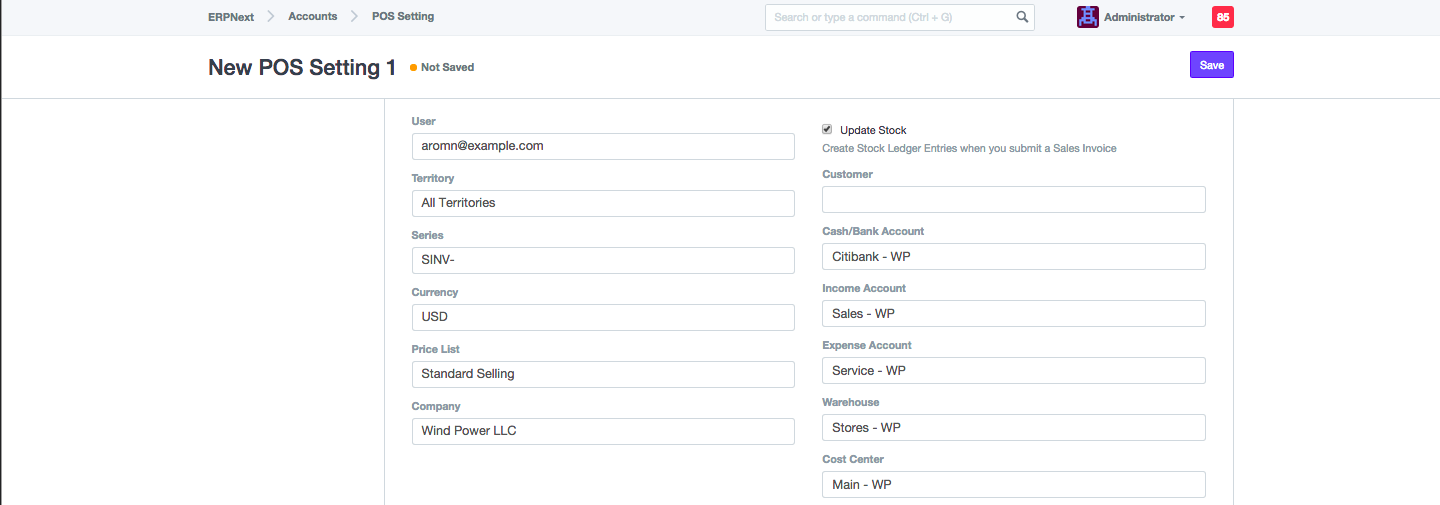 ERPNext Accounts POS Setting Search or type a command (Ctrl + G) Administrator 85
New POS Setting 1 Not Saved Save
User
aromn@example.com
Territory
All Territories
Series
SINV-
Currency
USD
Price List
Standard Selling
Company
Wind Power LLC
Update Stock
Create Stock Ledger Entries when you submit a Sales Invoice
Customer
Cash/Bank Account
Citibank - WP
Income Account
Sales - WP
Expense Account
Service - WP
Warehouse
Stores - WP
Cost Center
Main - WP